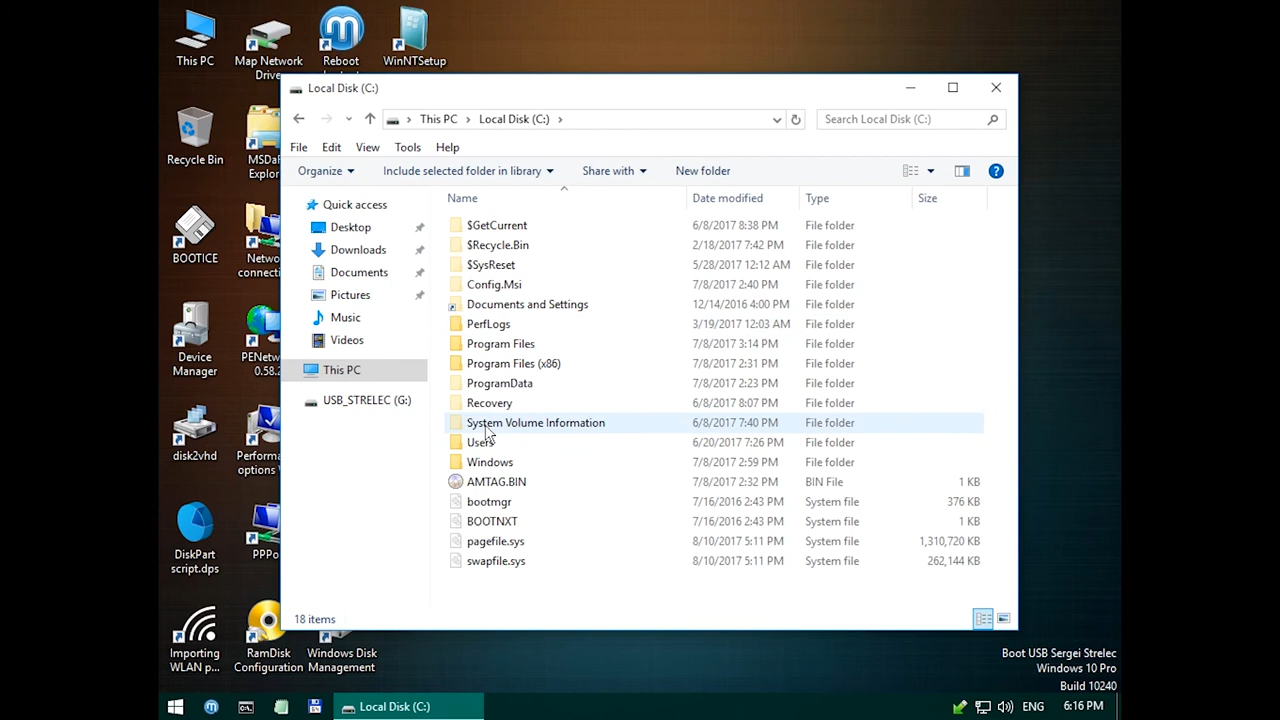 This PC
Map Network
Drive
Reboot
WinNTSetup
Recycle Bin
MSDaRT
Explorer
BOOTICE
Network
connections
Device
Manager
PENetwork
0.58.2
disk2vhd
Performa
options W
DiskPart
script.dps
PPPo
Importing
WLAN p...
RamDisk
Configuration
Windows Disk
Management
Local Disk (C:)
This PC
Local Disk (C:)
Search Local Disk (C:)
File Edit View Tools Help
Organize Include selected folder in library Share with New folder
Quick access
Desktop
Downloads
Documents
Pictures
Music
Videos
This PC
USB_STRELEC (G:)
Name Date modified Type Size
$GetCurrent 6/8/2017 8:38 PM File folder
$Recycle.Bin 2/18/2017 7:42 PM File folder
$SysReset 5/28/2017 12:12 AM File folder
Config.Msi 7/8/2017 2:40 PM File folder
Documents and Settings 12/14/2016 4:00 PM File folder
PerfLogs 3/19/2017 12:03 AM File folder
Program Files 7/8/2017 3:14 PM File folder
Program Files (x86) 7/8/2017 2:31 PM File folder
ProgramData 7/8/2017 2:23 PM File folder
Recovery 6/8/2017 8:07 PM File folder
System Volume Information 6/8/2017 7:40 PM File folder
Users 6/20/2017 7:26 PM File folder
Windows 7/8/2017 2:59 PM File folder
AMTAG.BIN 7/8/2017 2:32 PM BIN File 1 KB
bootmgr 7/16/2016 2:43 PM System file 376 KB
BOOTNXT 7/16/2016 2:43 PM System file 1 KB
pagefile.sys 8/10/2017 5:11 PM System file 1,310,720 KB
swapfile.sys 8/10/2017 5:11 PM System file 262,144 KB
18 items
Boot USB Sergei Strelec
Windows 10 Pro
Build 10240
Local Disk (C:)
ENG
6:16 PM